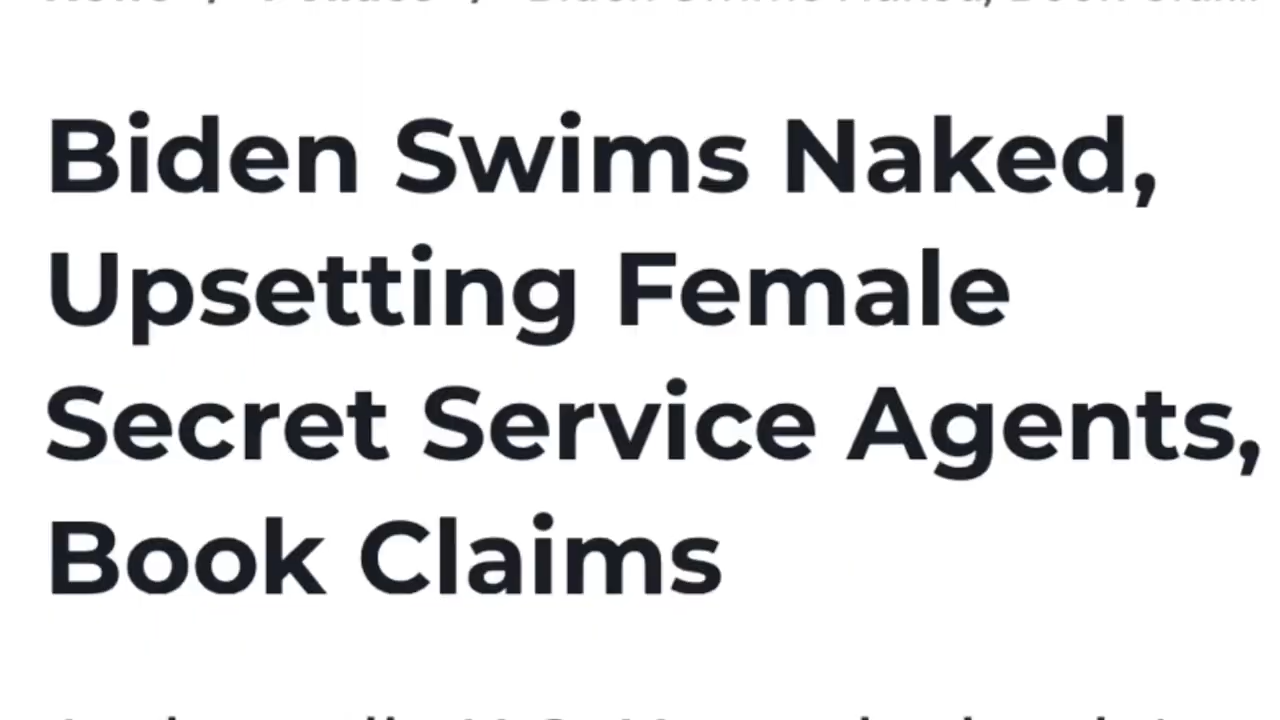 Biden Swims Naked,
Upsetting Female
Secret Service Agents,
Book Claims